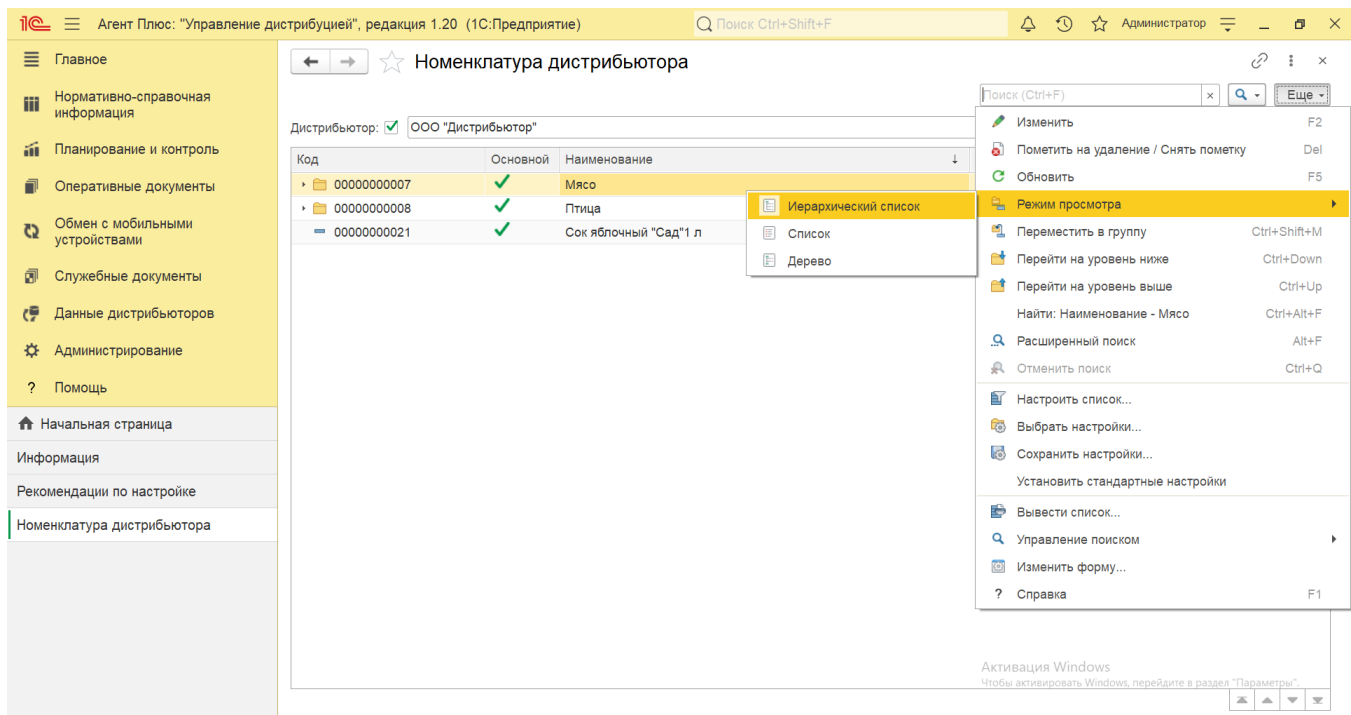 Агент Плюс: "Управление дистрибуцией", редакция 1.20 (1С:Предприятие)
Поиск Ctrl+Shift+F
Администратор
Главное
Нормативно-справочная
информация
Планирование и контроль
Оперативные документы
Обмен с мобильными
устройствами
Служебные документы
Данные дистрибьюторов
Администрирование
? Помощь
Начальная страница
Информация
Рекомендации по настройке
Номенклатура дистрибьютора
Номенклатура дистрибьютора
Поиск (Ctrl+F)
Еще
Дистрибьютор: ООО "Дистрибьютор"
Код Основной Наименование
00000000007 Мясо
00000000008 Птица
00000000021 Сок яблочный "Сад"1 л
Иерархический список
Список
Дерево
Изменить F2
Пометить на удаление / Снять пометку Del
Обновить F5
Режим просмотра
Переместить в группу Ctrl+Shift+M
Перейти на уровень ниже Ctrl+Down
Перейти на уровень выше Ctrl+Up
Найти: Наименование - Мясо Ctrl+Alt+F
Расширенный поиск Alt+F
Отменить поиск Ctrl+Q
Настроить список...
Выбрать настройки...
Сохранить настройки...
Установить стандартные настройки
Вывести список...
Управление поиском
Изменить форму...
? Справка F1
Активация Windows
Чтобы активировать Windows, перейдите в раздел "Параметры".